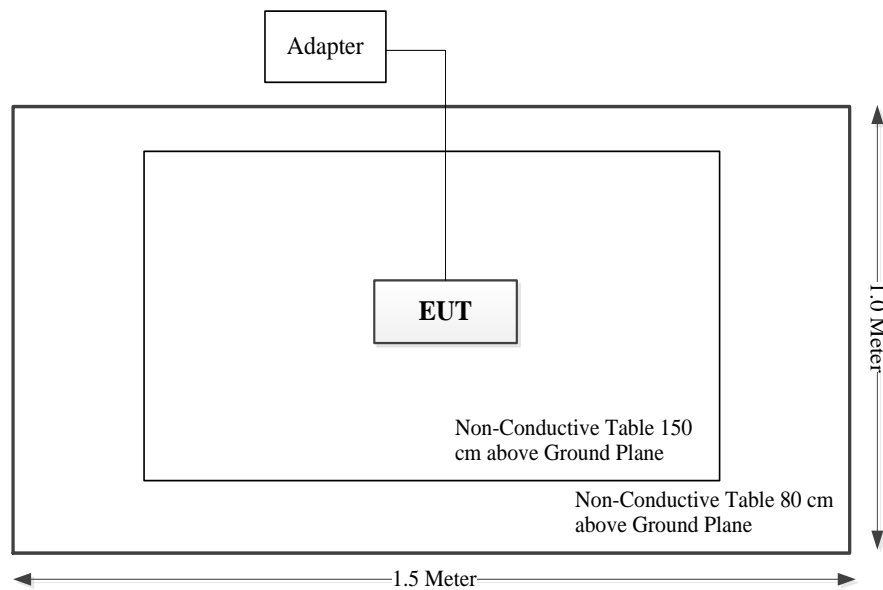 Adapter
EUT
Non-Conductive Table 150
cm above Ground Plane
Non-Conductive Table 80 cm
above Ground Plane
1.0 Meter
1.5 Meter